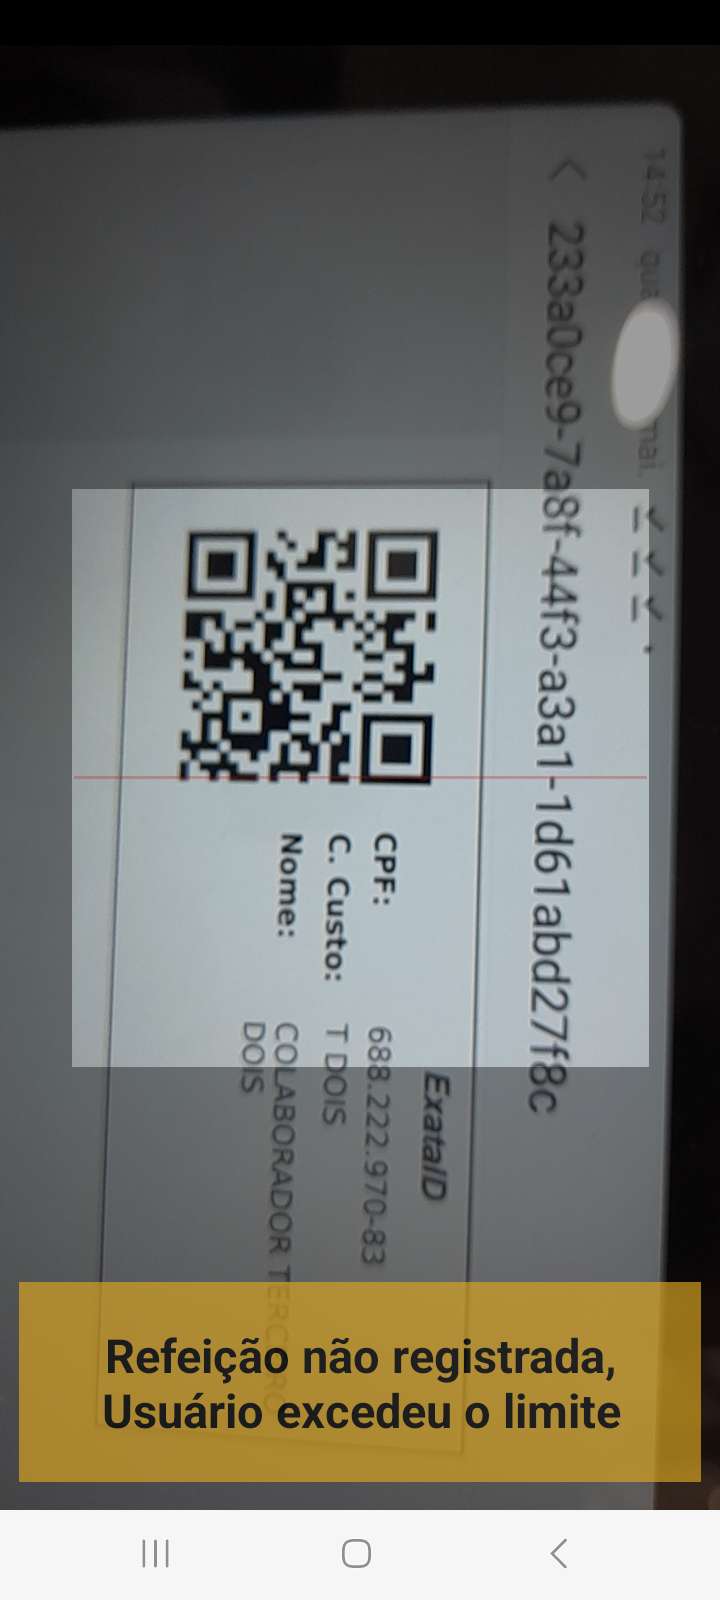 14:52
233a0ce9-7a8f-44f3-a3a1-1d61abd27f8c
ExataID
CPF: 688.222.970-83
C. Custo: T DOIS
Nome: COLABORADOR
DOIS
Refeição não registrada,
Usuário excedeu o limite